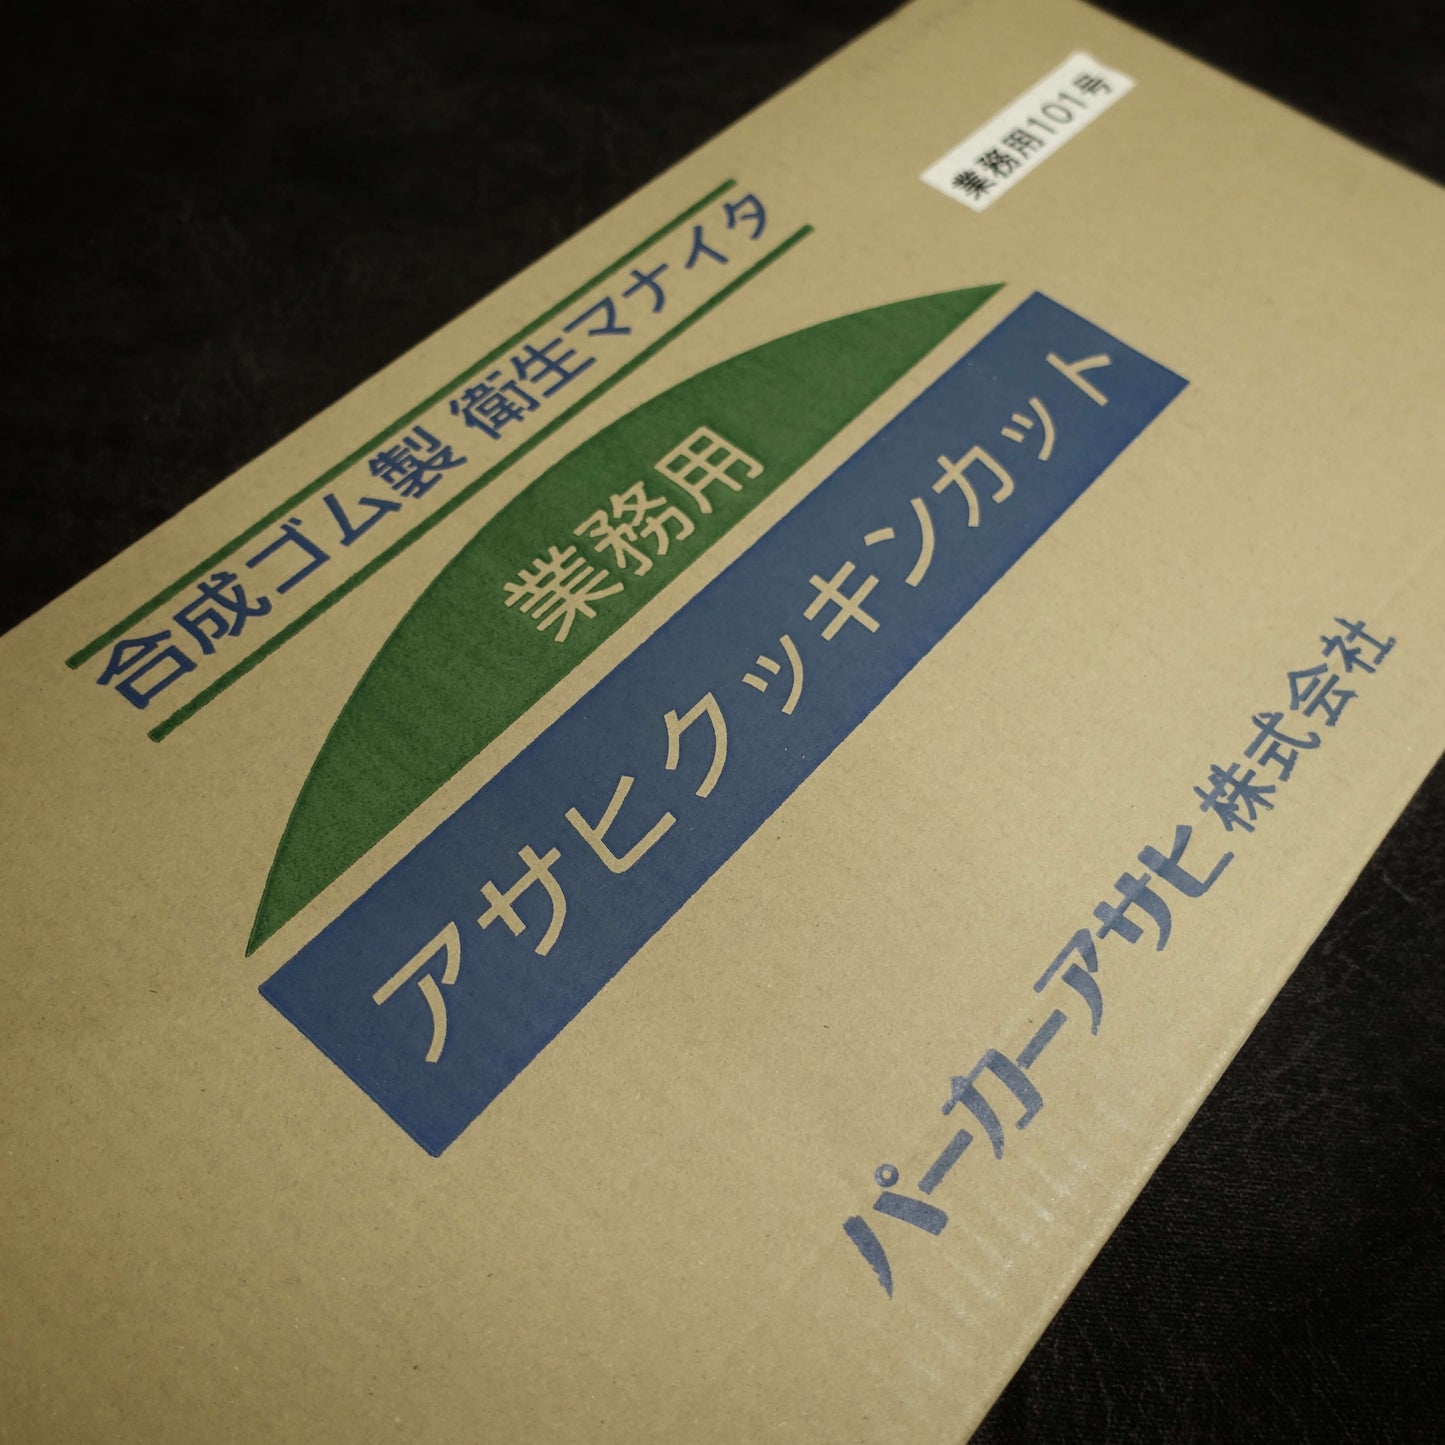 業務用101号
合成ゴム製 衛生マナイタ
業務用
アサヒクッキンカット
パーカーアサヒ株式会社